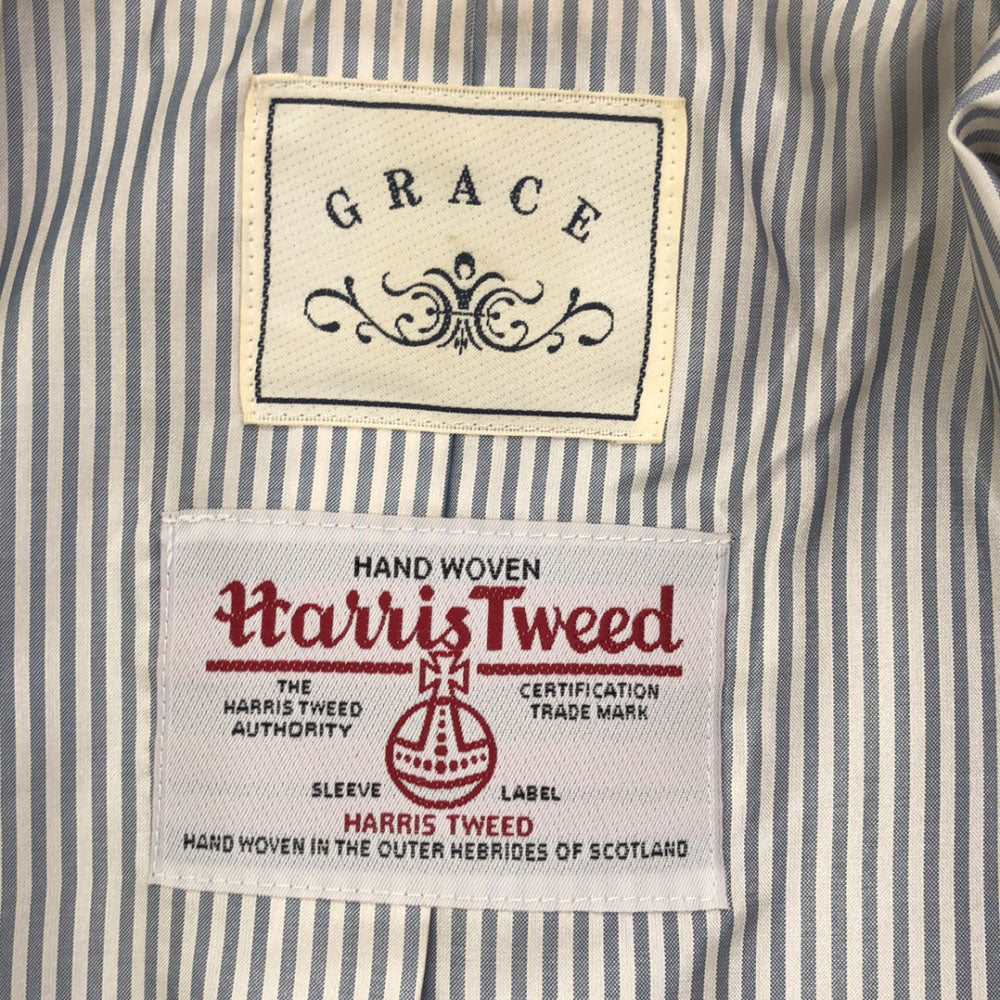 GRACE
HAND WOVEN
Harris Tweed
THE
HARRIS TWEED
AUTHORITY
CERTIFICATION
TRADE MARK
SLEEVE LABEL
HARRIS TWEED
HAND WOVEN IN THE OUTER HEBRIDES OF SCOTLAND